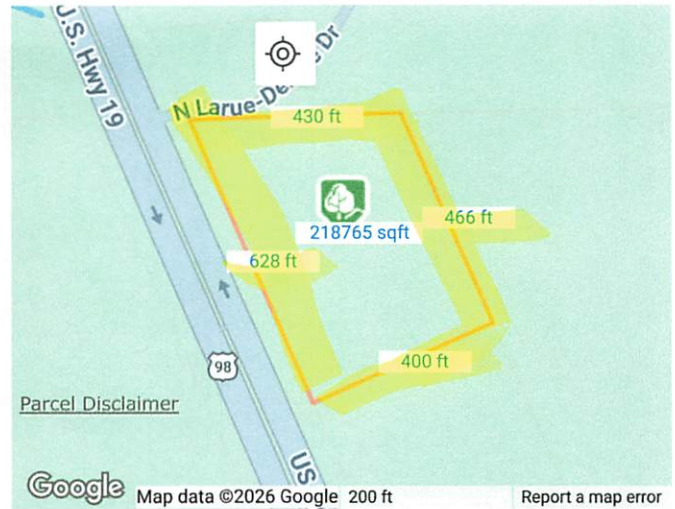 U.S. Hwy 19
N Larue-De
Dr
430 ft
466 ft
218765 sqft
628 ft
98
400 ft
Parcel Disclaimer
US
Google Map data ©2026 Google 200 ft Report a map error